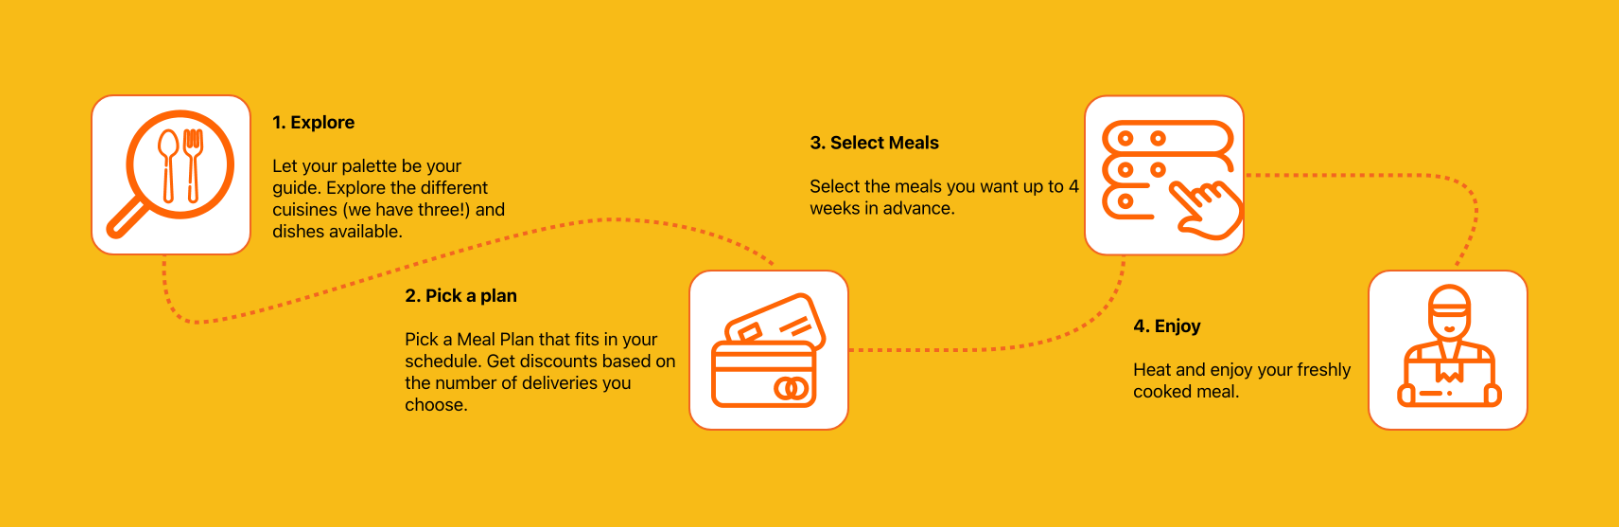 1. Explore
Let your palette be your
guide. Explore the different
cuisines (we have three!) and
dishes available.
2. Pick a plan
Pick a Meal Plan that fits in your
schedule. Get discounts based on
the number of deliveries you
choose.
3. Select Meals
Select the meals you want up to 4
weeks in advance.
4. Enjoy
Heat and enjoy your freshly
cooked meal.